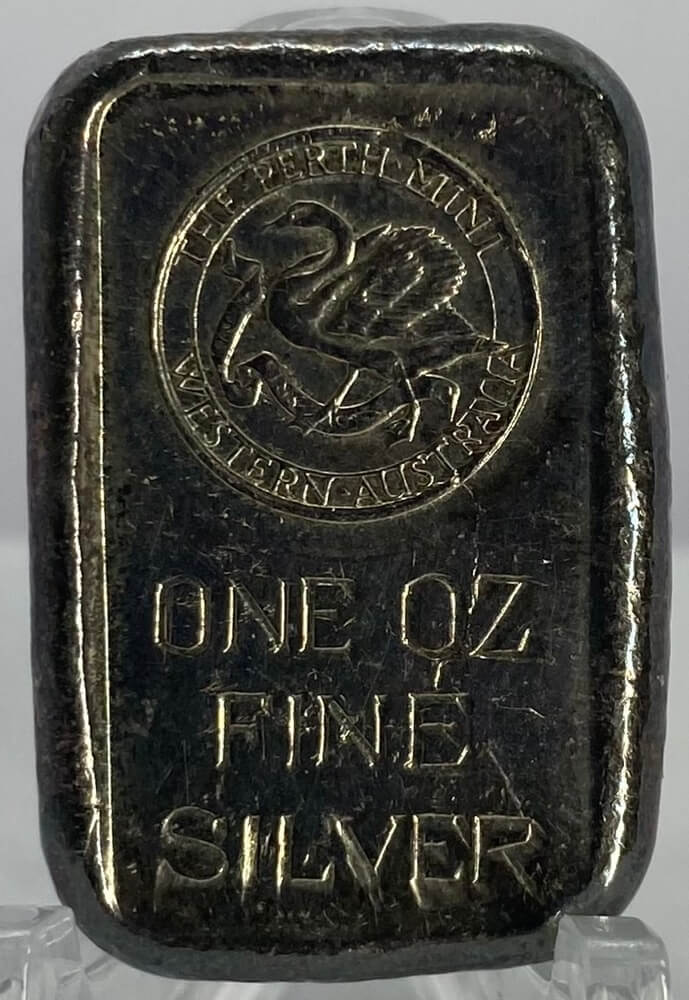 THE·PERTH·MINT
WESTERN·AUSTRALIA
ONE OZ
FINE
SILVER